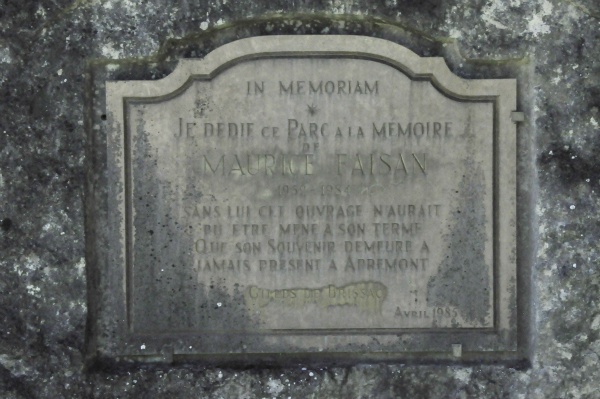 IN MEMORIAM
JE DEDIE CE PARC A LA MÉMOIRE
DE
MAURICE FAISAN
SANS LUI CET OUVRAGE N'AURAIT
PU ETRE MENE A SON TERME
QUE SON SOUVENIR DEMEURE A
JAMAIS PRESENT A APREMONT
AVRIL 1985